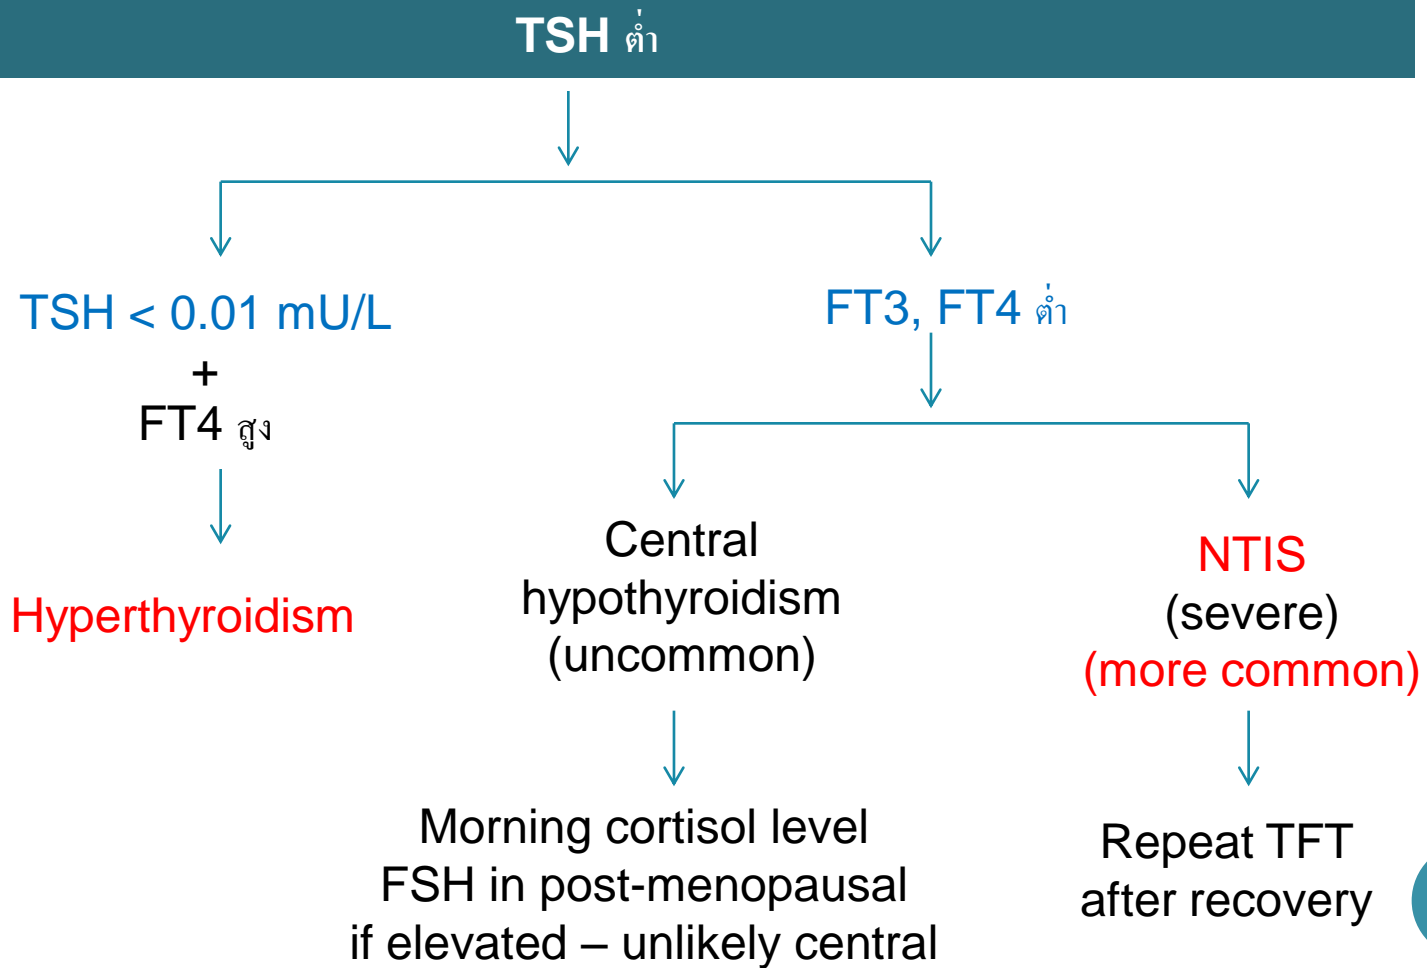 TSH ต่ำ
TSH < 0.01 mU/L
+
FT4 สูง
Hyperthyroidism
FT3, FT4 ต่ำ
Central
hypothyroidism
(uncommon)
Morning cortisol level
FSH in post-menopausal
if elevated – unlikely central
NTIS
(severe)
(more common)
Repeat TFT
after recovery